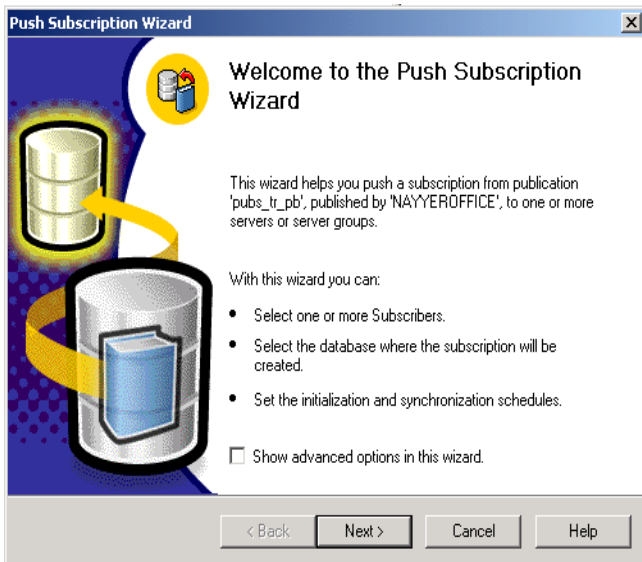 Push Subscription Wizard
Welcome to the Push Subscription
Wizard
This wizard helps you push a subscription from publication
'pubs_tr_pb', published by 'NAYYEROFFICE', to one or more
servers or server groups.
With this wizard you can:
• Select one or more Subscribers.
• Select the database where the subscription will be
created.
• Set the initialization and synchronization schedules.
Show advanced options in this wizard.
< Back Next > Cancel Help